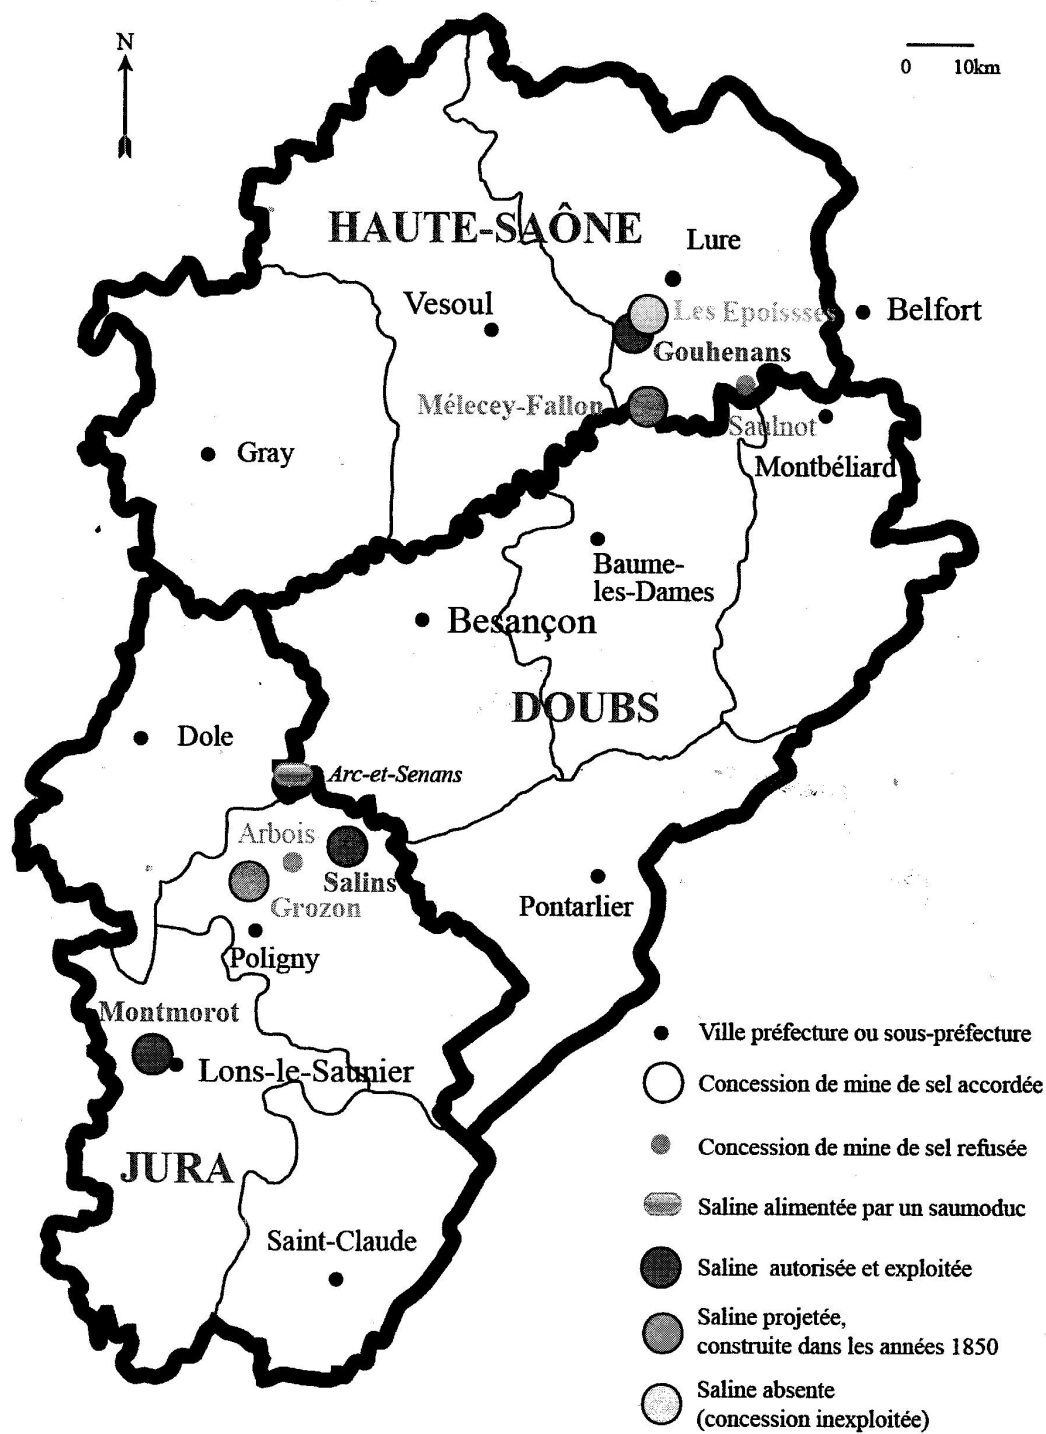 N
0 10km
HAUTE-SAÔNE
Lure
Vesoul
Les Epoissses
Belfort
Gouhenans
Mélecey-Fallon
Saulnot
Gray
Montbéliard
Baume-
les-Dames
Besançon
DOUBS
Dole
Arc-et-Senans
Arbois
Salins
Grozon
Pontarlier
Poligny
Montmorot
Lons-le-Saunier
JURA
Saint-Claude
Ville préfecture ou sous-préfecture
Concession de mine de sel accordée
Concession de mine de sel refusée
Saline alimentée par un saumoduc
Saline autorisée et exploitée
Saline projetée,
construite dans les années 1850
Saline absente
(concession inexploitée)